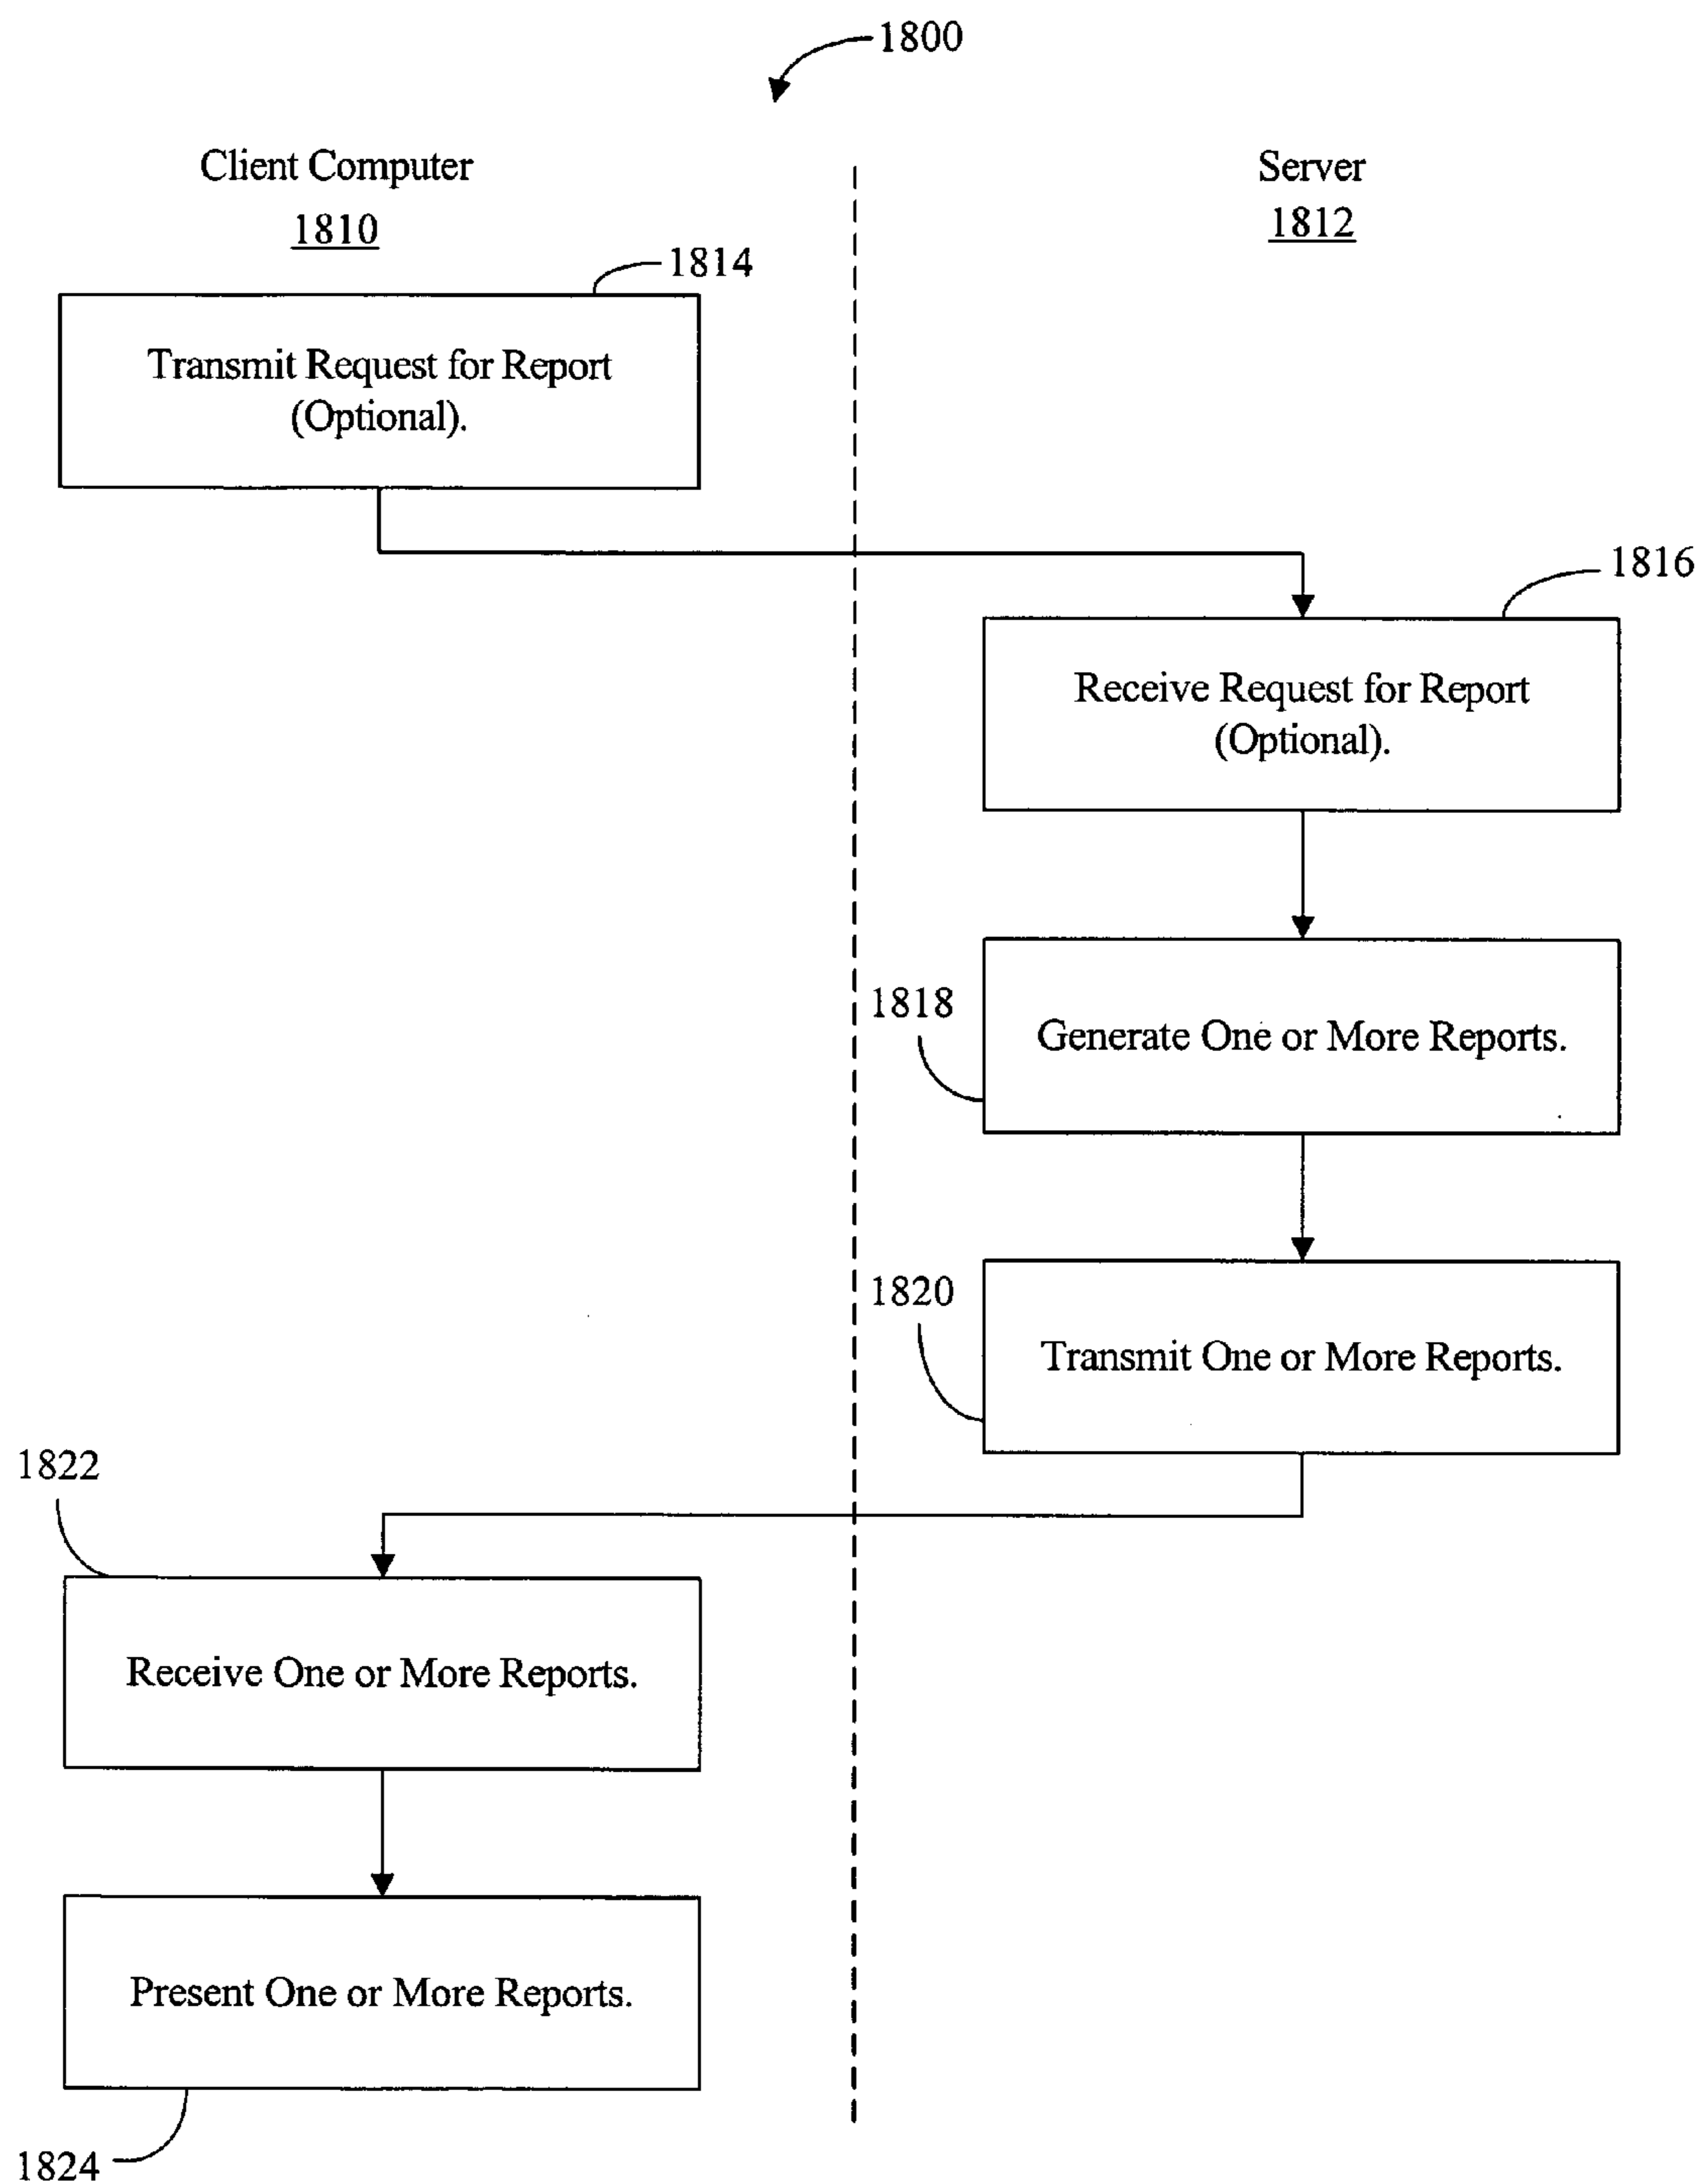 1800
Client Computer
1810
Server
1812
1814
Transmit Request for Report
(Optional).
1816
Receive Request for Report
(Optional).
1818
Generate One or More Reports.
1820
Transmit One or More Reports.
1822
Receive One or More Reports.
Present One or More Reports.
1824